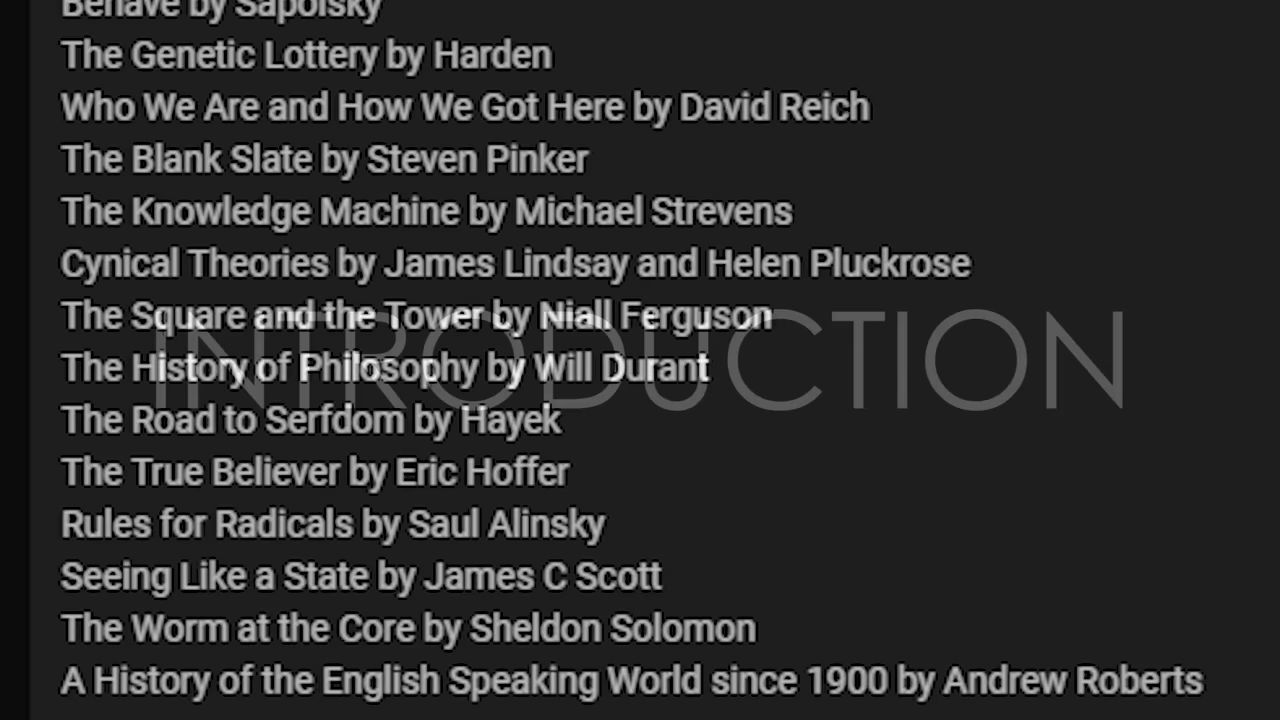 Behave by Sapolsky
The Genetic Lottery by Harden
Who We Are and How We Got Here by David Reich
The Blank Slate by Steven Pinker
The Knowledge Machine by Michael Strevens
Cynical Theories by James Lindsay and Helen Pluckrose
The Square and the Tower by Niall Ferguson
INTRODUCTION
The History of Philosophy by Will Durant
The Road to Serfdom by Hayek
The True Believer by Eric Hoffer
Rules for Radicals by Saul Alinsky
Seeing Like a State by James C Scott
The Worm at the Core by Sheldon Solomon
A History of the English Speaking World since 1900 by Andrew Roberts